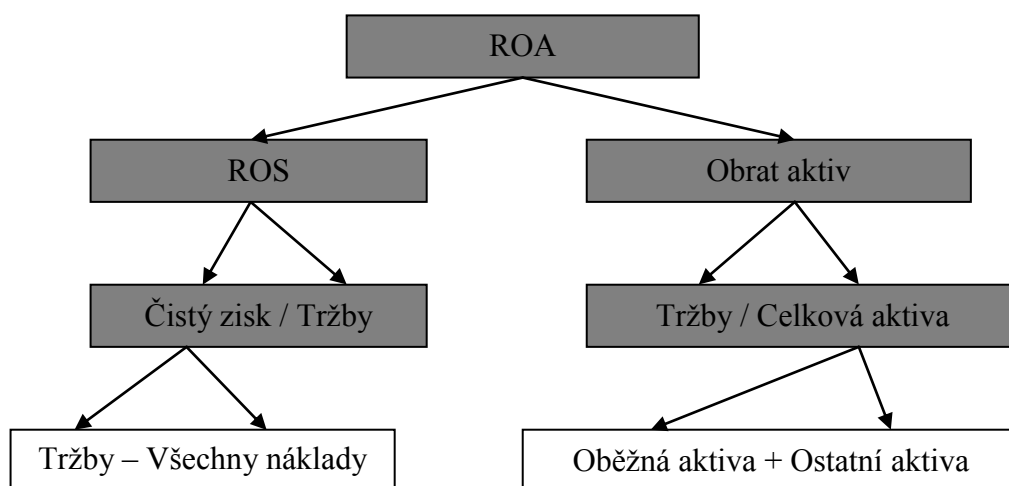 ROA
ROS
Obrat aktiv
Čistý zisk / Tržby
Tržby / Celková aktiva
Tržby – Všechny náklady
Oběžná aktiva + Ostatní aktiva